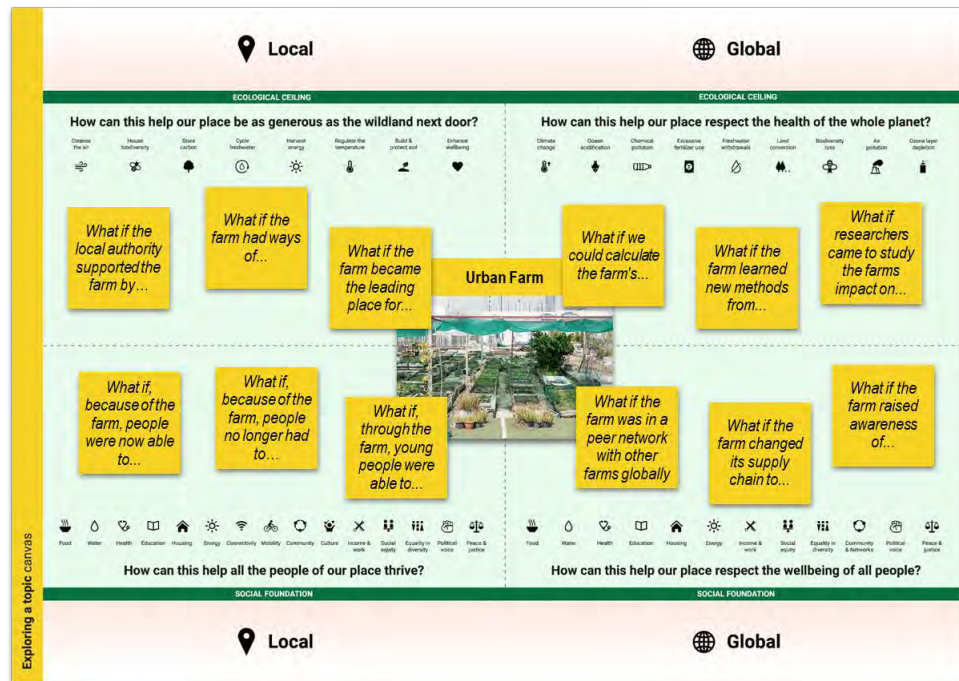 Local
Global
ECOLOGICAL CEILING
ECOLOGICAL CEILING
How can this help our place be as generous as the wildland next door?
How can this help our place respect the health of the whole planet?
Cleanse
the air
House
biodiversity
Store
carbon
Cycle
freshwater
Harvest
energy
Regulate the
temperature
Build &
protect soil
Enhance
wellbeing
Climate
change
Ocean
acidification
Chemical
pollution
Excessive
fertilizer use
Freshwater
withdrawals
Land
conversion
Biodiversity
loss
Air
pollution
Ozone layer
depletion
What if the
local authority
supported the
farm by…
What if the
farm had ways
of...
What if the
farm became
the leading
place for...
Urban Farm
What if we
could calculate
the farm's...
What if the
farm learned
new methods
from...
What if
researchers
came to study
the farms
impact on...
What if,
because of the
farm, people
were now able
to...
What if,
because of the
farm, people
no longer had
to…
What if,
through the
farm, young
people were
able to...
What if the
farm was in a
peer network
with other
farms globally
What if the
farm changed
its supply
chain to...
What if the
farm raised
awareness
of...
Food
Water
Health
Education
Housing
Energy
Connectivity
Mobility
Community
Culture
Income &
work
Social
equity
Equality in
diversity
Political
voice
Peace &
justice
Food
Water
Health
Education
Housing
Energy
Income &
work
Social
equity
Equality in
diversity
Community
& Networks
Political
voice
Peace &
justice
How can this help all the people of our place thrive?
How can this help our place respect the wellbeing of all people?
SOCIAL FOUNDATION
SOCIAL FOUNDATION
Local
Global
Exploring a topic canvas